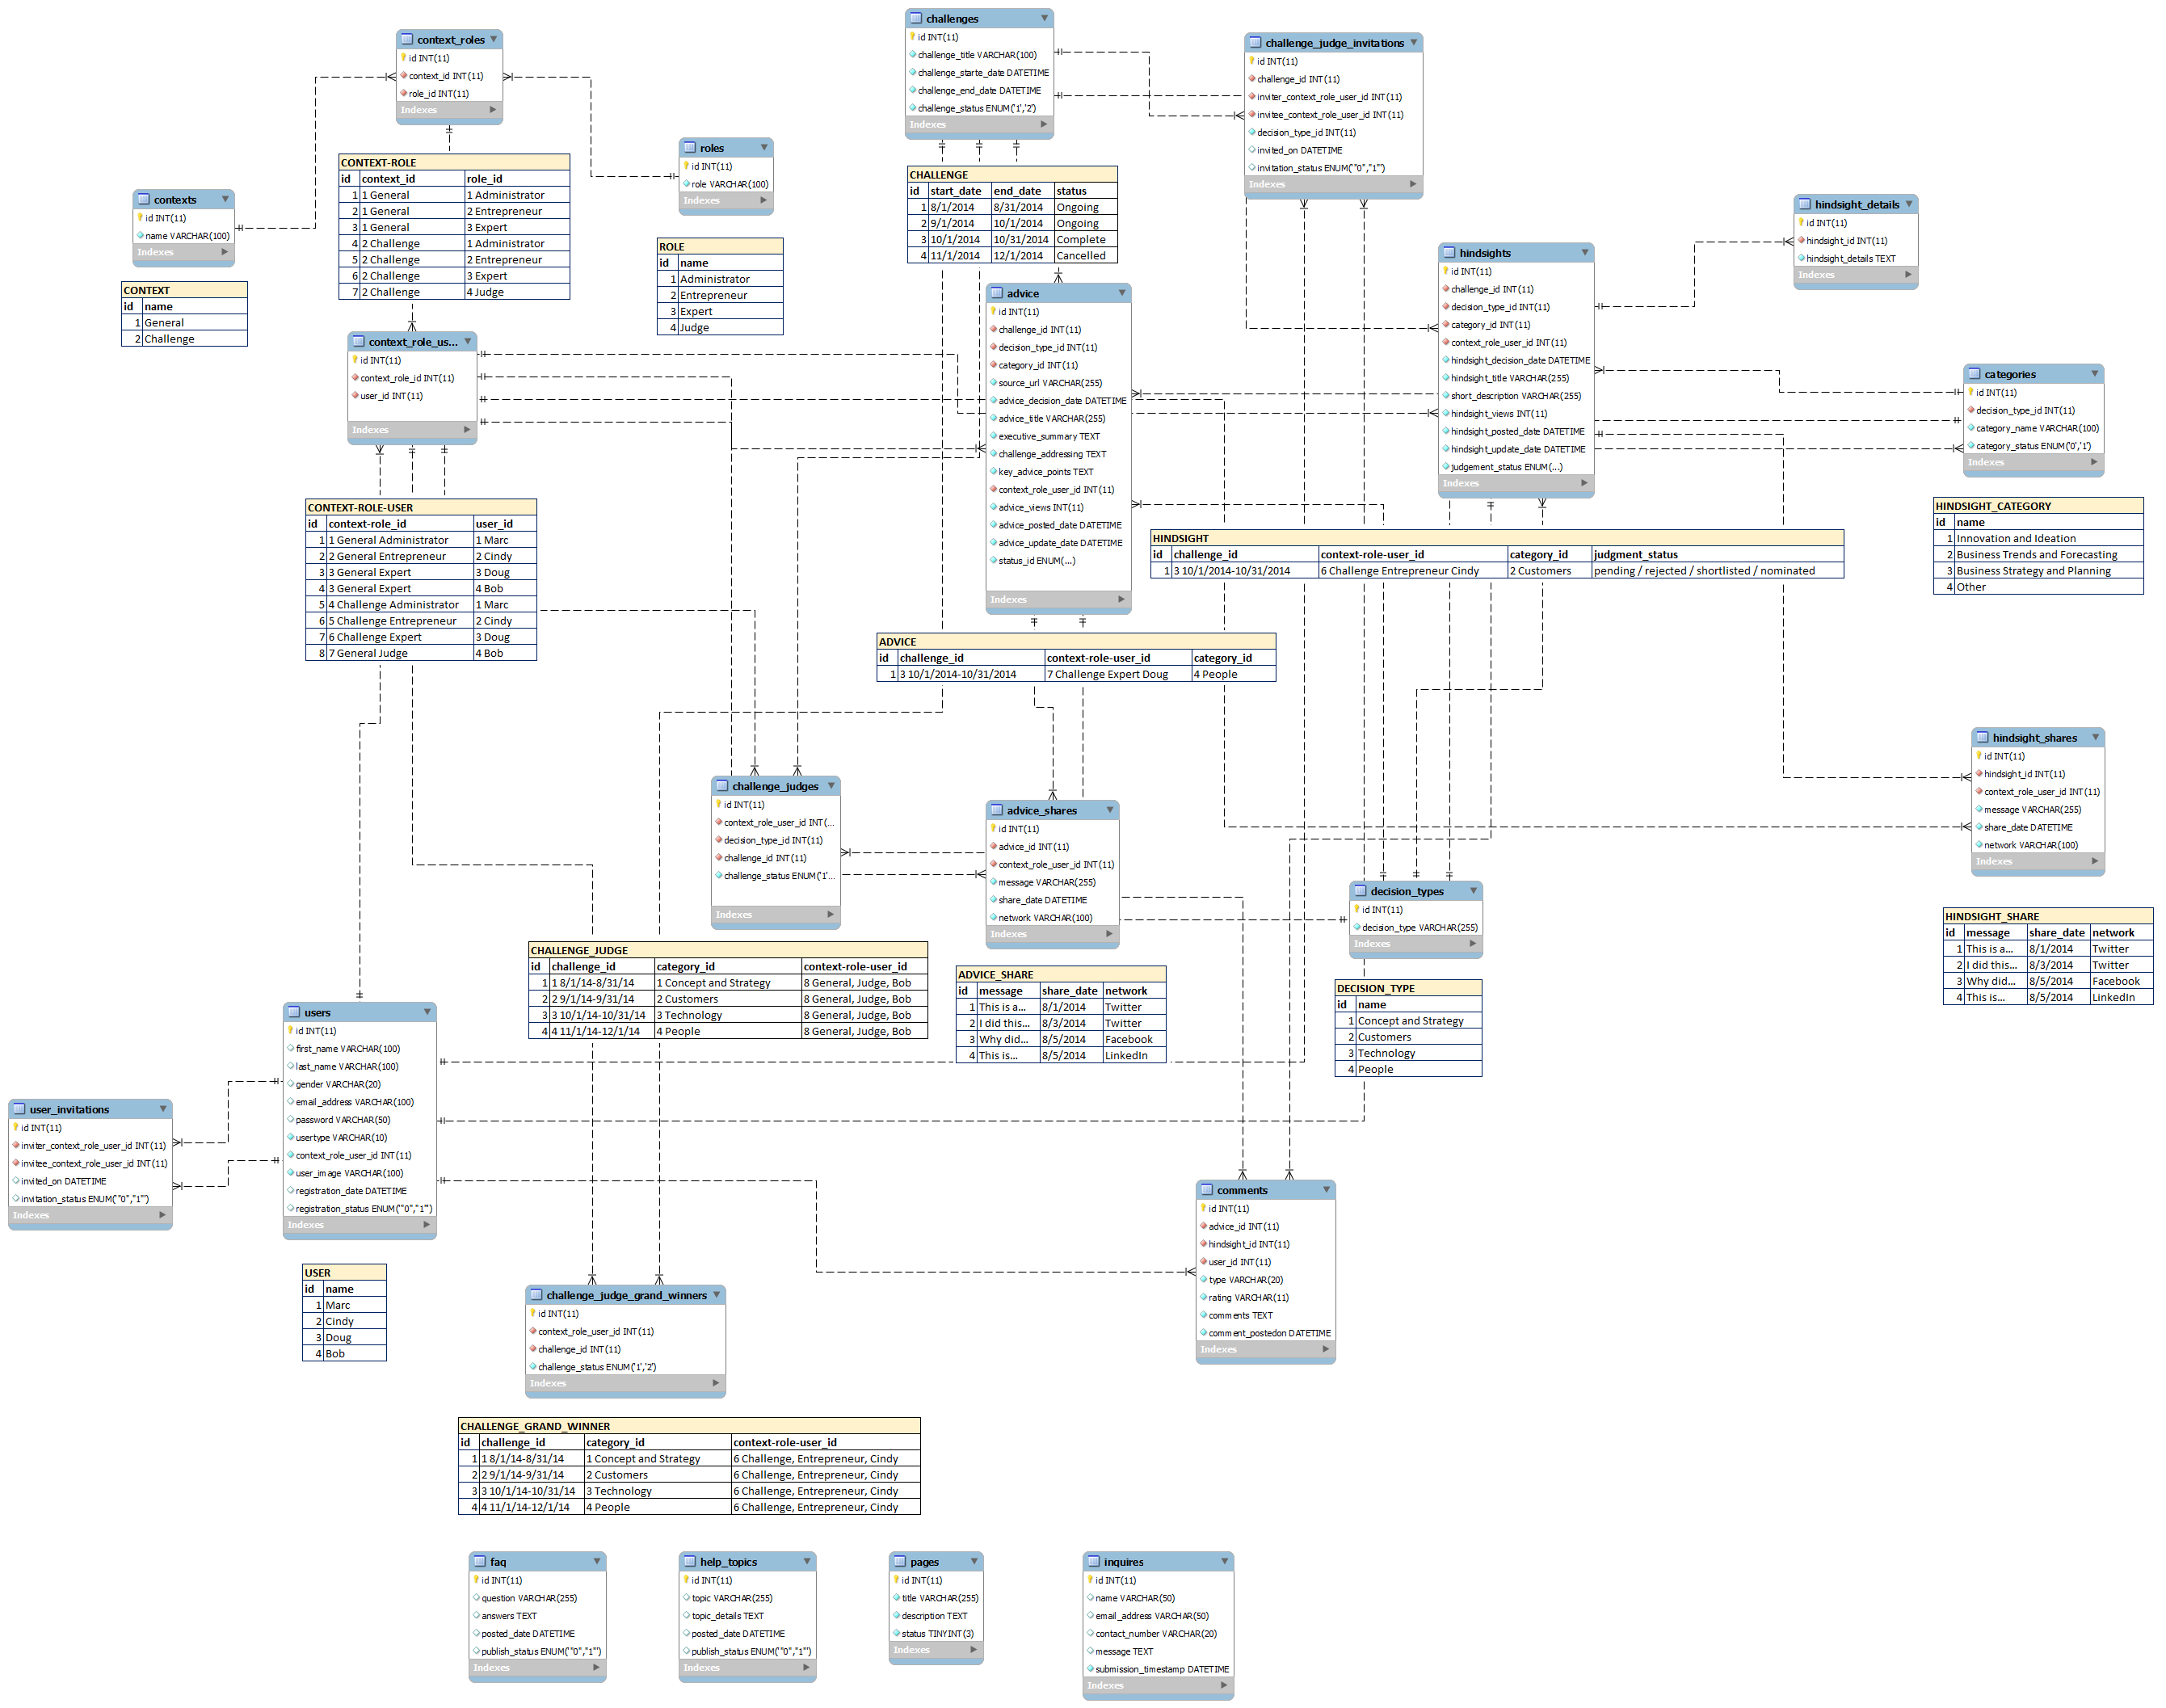 challenges
id INT(11)
challenge_title VARCHAR(100)
challenge_starte_date DATETIME
challenge_end_date DATETIME
challenge_status ENUM('1','2')
Indexes
context_roles
id INT(11)
context_id INT(11)
role_id INT(11)
Indexes
challenge_judge_invitations
id INT(11)
challenge_id INT(11)
inviter_context_role_user_id INT(11)
invitee_context_role_user_id INT(11)
decision_type_id INT(11)
invited_on DATETIME
invitation_status ENUM('"0","1"')
Indexes
roles
id INT(11)
role VARCHAR(100)
Indexes
CONTEXT-ROLE
id context_id role_id
1 1 General 1 Administrator
2 1 General 2 Entrepreneur
3 1 General 3 Expert
4 2 Challenge 1 Administrator
5 2 Challenge 2 Entrepreneur
6 2 Challenge 3 Expert
7 2 Challenge 4 Judge
CHALLENGE
id start_date end_date status
1 8/1/2014 8/31/2014 Ongoing
2 9/1/2014 10/1/2014 Ongoing
3 10/1/2014 10/31/2014 Complete
4 11/1/2014 12/1/2014 Cancelled
contexts
id INT(11)
name VARCHAR(100)
Indexes
CONTEXT
id name
1 General
2 Challenge
ROLE
id name
1 Administrator
2 Entrepreneur
3 Expert
4 Judge
hindsight_details
id INT(11)
hindsight_id INT(11)
hindsight_details TEXT
Indexes
hindsights
id INT(11)
challenge_id INT(11)
decision_type_id INT(11)
category_id INT(11)
context_role_user_id INT(11)
hindsight_decision_date DATETIME
hindsight_title VARCHAR(255)
short_description VARCHAR(255)
hindsight_views INT(11)
hindsight_posted_date DATETIME
hindsight_update_date DATETIME
judgement_status ENUM(...)
Indexes
advice
id INT(11)
challenge_id INT(11)
decision_type_id INT(11)
category_id INT(11)
source_url VARCHAR(255)
advice_decision_date DATETIME
advice_title VARCHAR(255)
executive_summary TEXT
challenge_addressing TEXT
key_advice_points TEXT
context_role_user_id INT(11)
advice_views INT(11)
advice_posted_date DATETIME
advice_update_date DATETIME
status_id ENUM(...)
Indexes
context_role_us...
id INT(11)
context_role_id INT(11)
user_id INT(11)
Indexes
categories
id INT(11)
decision_type_id INT(11)
category_name VARCHAR(100)
category_status ENUM('0','1')
Indexes
CONTEXT-ROLE-USER
id context-role_id user_id
1 1 General Administrator 1 Marc
2 2 General Entrepreneur 2 Cindy
3 3 General Expert 3 Doug
4 3 General Expert 4 Bob
5 4 Challenge Administrator 1 Marc
6 5 Challenge Entrepreneur 2 Cindy
7 6 Challenge Expert 3 Doug
8 7 General Judge 4 Bob
HINDSIGHT_CATEGORY
id name
1 Innovation and Ideation
2 Business Trends and Forecasting
3 Business Strategy and Planning
4 Other
HINDSIGHT
id challenge_id context-role-user_id category_id judgment_status
1 3 10/1/2014-10/31/2014 6 Challenge Entrepreneur Cindy 2 Customers pending / rejected / shortlisted / nominated
ADVICE
id challenge_id context-role-user_id category_id
1 3 10/1/2014-10/31/2014 7 Challenge Expert Doug 4 People
hindsight_shares
id INT(11)
hindsight_id INT(11)
context_role_user_id INT(11)
message VARCHAR(255)
share_date DATETIME
network VARCHAR(100)
Indexes
challenge_judges
id INT(11)
context_role_user_id INT(...
decision_type_id INT(11)
challenge_id INT(11)
challenge_status ENUM('1'...
Indexes
advice_shares
id INT(11)
advice_id INT(11)
context_role_user_id INT(11)
message VARCHAR(255)
share_date DATETIME
network VARCHAR(100)
Indexes
decision_types
id INT(11)
decision_type VARCHAR(255)
Indexes
HINDSIGHT_SHARE
id message share_date network
1 This is a... 8/1/2014 Twitter
2 I did this... 8/3/2014 Twitter
3 Why did... 8/5/2014 Facebook
4 This is... 8/5/2014 LinkedIn
CHALLENGE_JUDGE
id challenge_id category_id context-role-user_id
1 1 8/1/14-8/31/14 1 Concept and Strategy 8 General, Judge, Bob
2 2 9/1/14-9/31/14 2 Customers 8 General, Judge, Bob
3 3 10/1/14-10/31/14 3 Technology 8 General, Judge, Bob
4 4 11/1/14-12/1/14 4 People 8 General, Judge, Bob
ADVICE_SHARE
id message share_date network
1 This is a... 8/1/2014 Twitter
2 I did this... 8/3/2014 Twitter
3 Why did... 8/5/2014 Facebook
4 This is... 8/5/2014 LinkedIn
DECISION_TYPE
id name
1 Concept and Strategy
2 Customers
3 Technology
4 People
users
id INT(11)
first_name VARCHAR(100)
last_name VARCHAR(100)
gender VARCHAR(20)
email_address VARCHAR(100)
password VARCHAR(50)
usertype VARCHAR(10)
context_role_user_id INT(11)
user_image VARCHAR(100)
registration_date DATETIME
registration_status ENUM('"0","1"')
Indexes
user_invitations
id INT(11)
inviter_context_role_user_id INT(11)
invitee_context_role_user_id INT(11)
invited_on DATETIME
invitation_status ENUM('"0","1"')
Indexes
comments
id INT(11)
advice_id INT(11)
hindsight_id INT(11)
user_id INT(11)
type VARCHAR(20)
rating VARCHAR(11)
comments TEXT
comment_postedon DATETIME
Indexes
USER
id name
1 Marc
2 Cindy
3 Doug
4 Bob
challenge_judge_grand_winners
id INT(11)
context_role_user_id INT(11)
challenge_id INT(11)
challenge_status ENUM('1','2')
Indexes
CHALLENGE_GRAND_WINNER
id challenge_id category_id context-role-user_id
1 1 8/1/14-8/31/14 1 Concept and Strategy 6 Challenge, Entrepreneur, Cindy
2 2 9/1/14-9/31/14 2 Customers 6 Challenge, Entrepreneur, Cindy
3 3 10/1/14-10/31/14 3 Technology 6 Challenge, Entrepreneur, Cindy
4 4 11/1/14-12/1/14 4 People 6 Challenge, Entrepreneur, Cindy
faq
id INT(11)
question VARCHAR(255)
answers TEXT
posted_date DATETIME
publish_status ENUM('"0","1"')
Indexes
help_topics
id INT(11)
topic VARCHAR(255)
topic_details TEXT
posted_date DATETIME
publish_status ENUM('"0","1"')
Indexes
pages
id INT(11)
title VARCHAR(255)
description TEXT
status TINYINT(3)
Indexes
inquires
id INT(11)
name VARCHAR(50)
email_address VARCHAR(50)
contact_number VARCHAR(20)
message TEXT
submission_timestamp DATETIME
Indexes